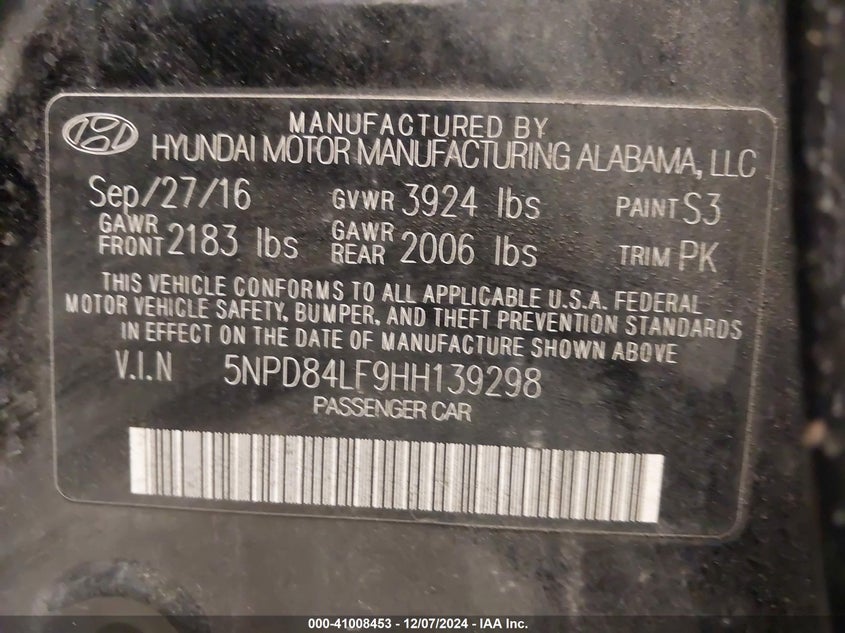 MANUFACTURED BY
HYUNDAI MOTOR MANUFACTURING ALABAMA, LLC
Sep/27/16 GVWR 3924 lbs PAINT S3
GAWR FRONT 2183 lbs GAWR REAR 2006 lbs TRIM PK
THIS VEHICLE CONFORMS TO ALL APPLICABLE U.S.A. FEDERAL
MOTOR VEHICLE SAFETY, BUMPER, AND THEFT PREVENTION STANDARDS
IN EFFECT ON THE DATE OF MANUFACTURE SHOWN ABOVE
V.I.N 5NPD84LF9HH139298
PASSENGER CAR
000-41008453 - 12/07/2024 - IAA Inc.